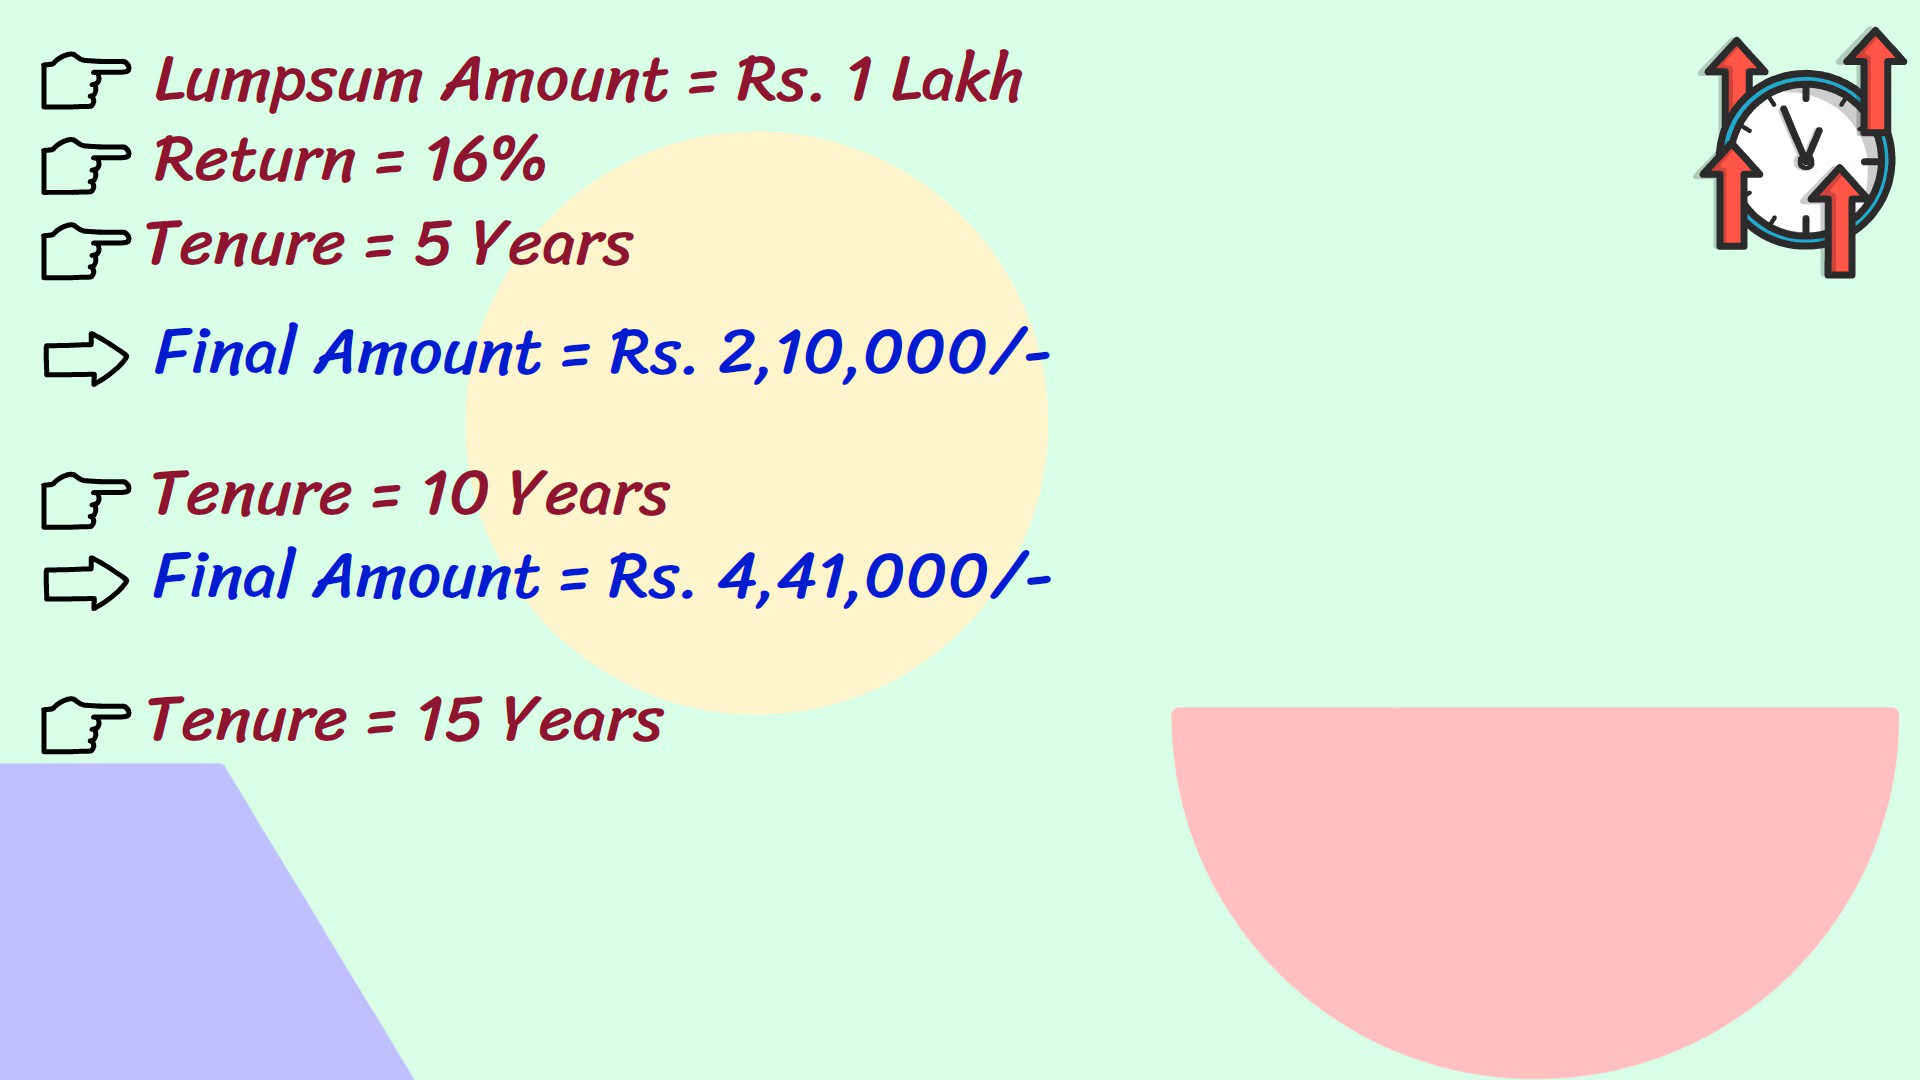 Lumpsum Amount = Rs. 1 Lakh
Return = 16%
Tenure = 5 Years
Final Amount = Rs. 2,10,000/-
Tenure = 10 Years
Final Amount = Rs. 4,41,000/-
Tenure = 15 Years